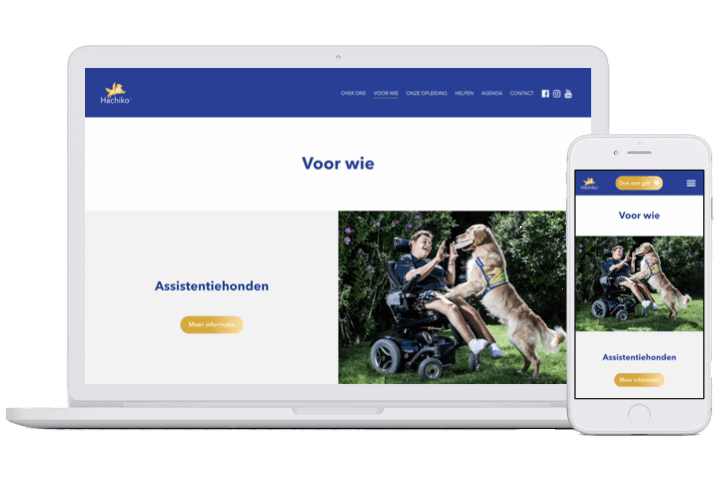 Hachiko
OVER ONS VOOR WIE ONZE OPLEIDING HELPEN AGENDA CONTACT
Voor wie
Assistentiehonden
Meer informatie
Hachiko
Doe een gift
Voor wie
Assistentiehonden
Meer informatie